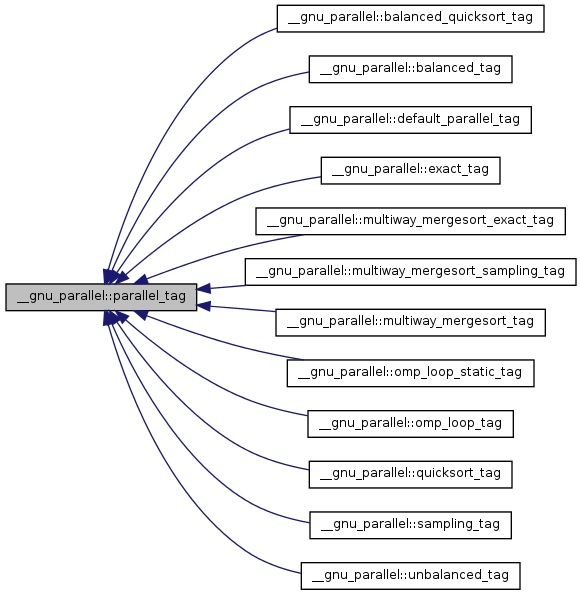 __gnu_parallel::balanced_quicksort_tag
__gnu_parallel::balanced_tag
__gnu_parallel::default_parallel_tag
__gnu_parallel::exact_tag
__gnu_parallel::multiway_mergesort_exact_tag
__gnu_parallel::multiway_mergesort_sampling_tag
__gnu_parallel::parallel_tag
__gnu_parallel::multiway_mergesort_tag
__gnu_parallel::omp_loop_static_tag
__gnu_parallel::omp_loop_tag
__gnu_parallel::quicksort_tag
__gnu_parallel::sampling_tag
__gnu_parallel::unbalanced_tag